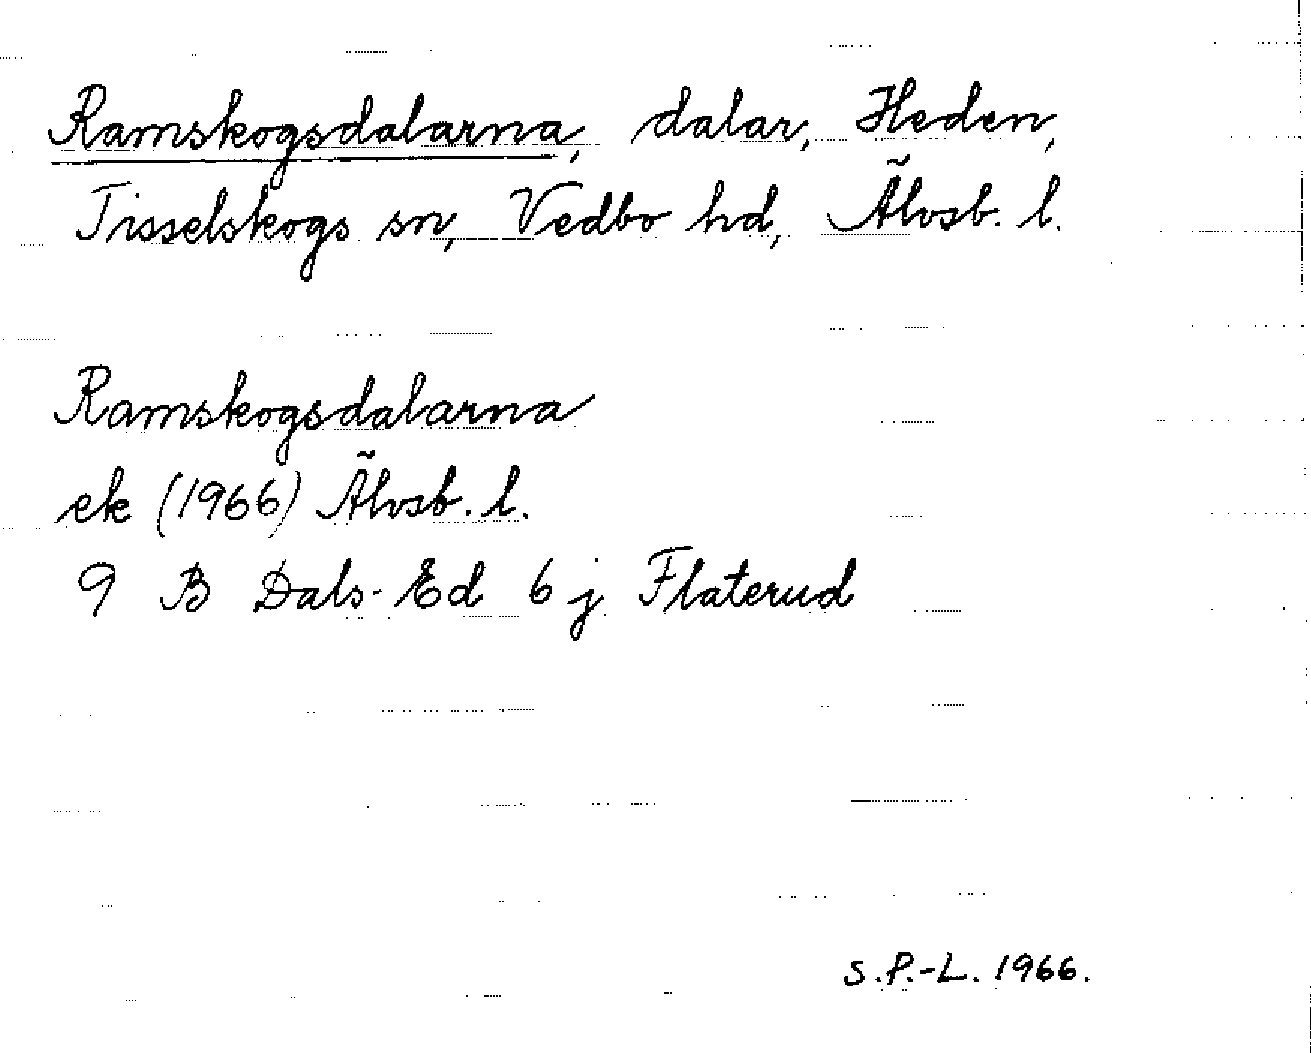 Ramskogsdalarna, dalar, Heden,
Tisselskogs sn, Vedbo hd, Älvsb. l.
Ramskogsdalarna
ek (1966) Älvsb. l.
9 B Dals-Ed 6 j Flaterud
S.P.-L. 1966.